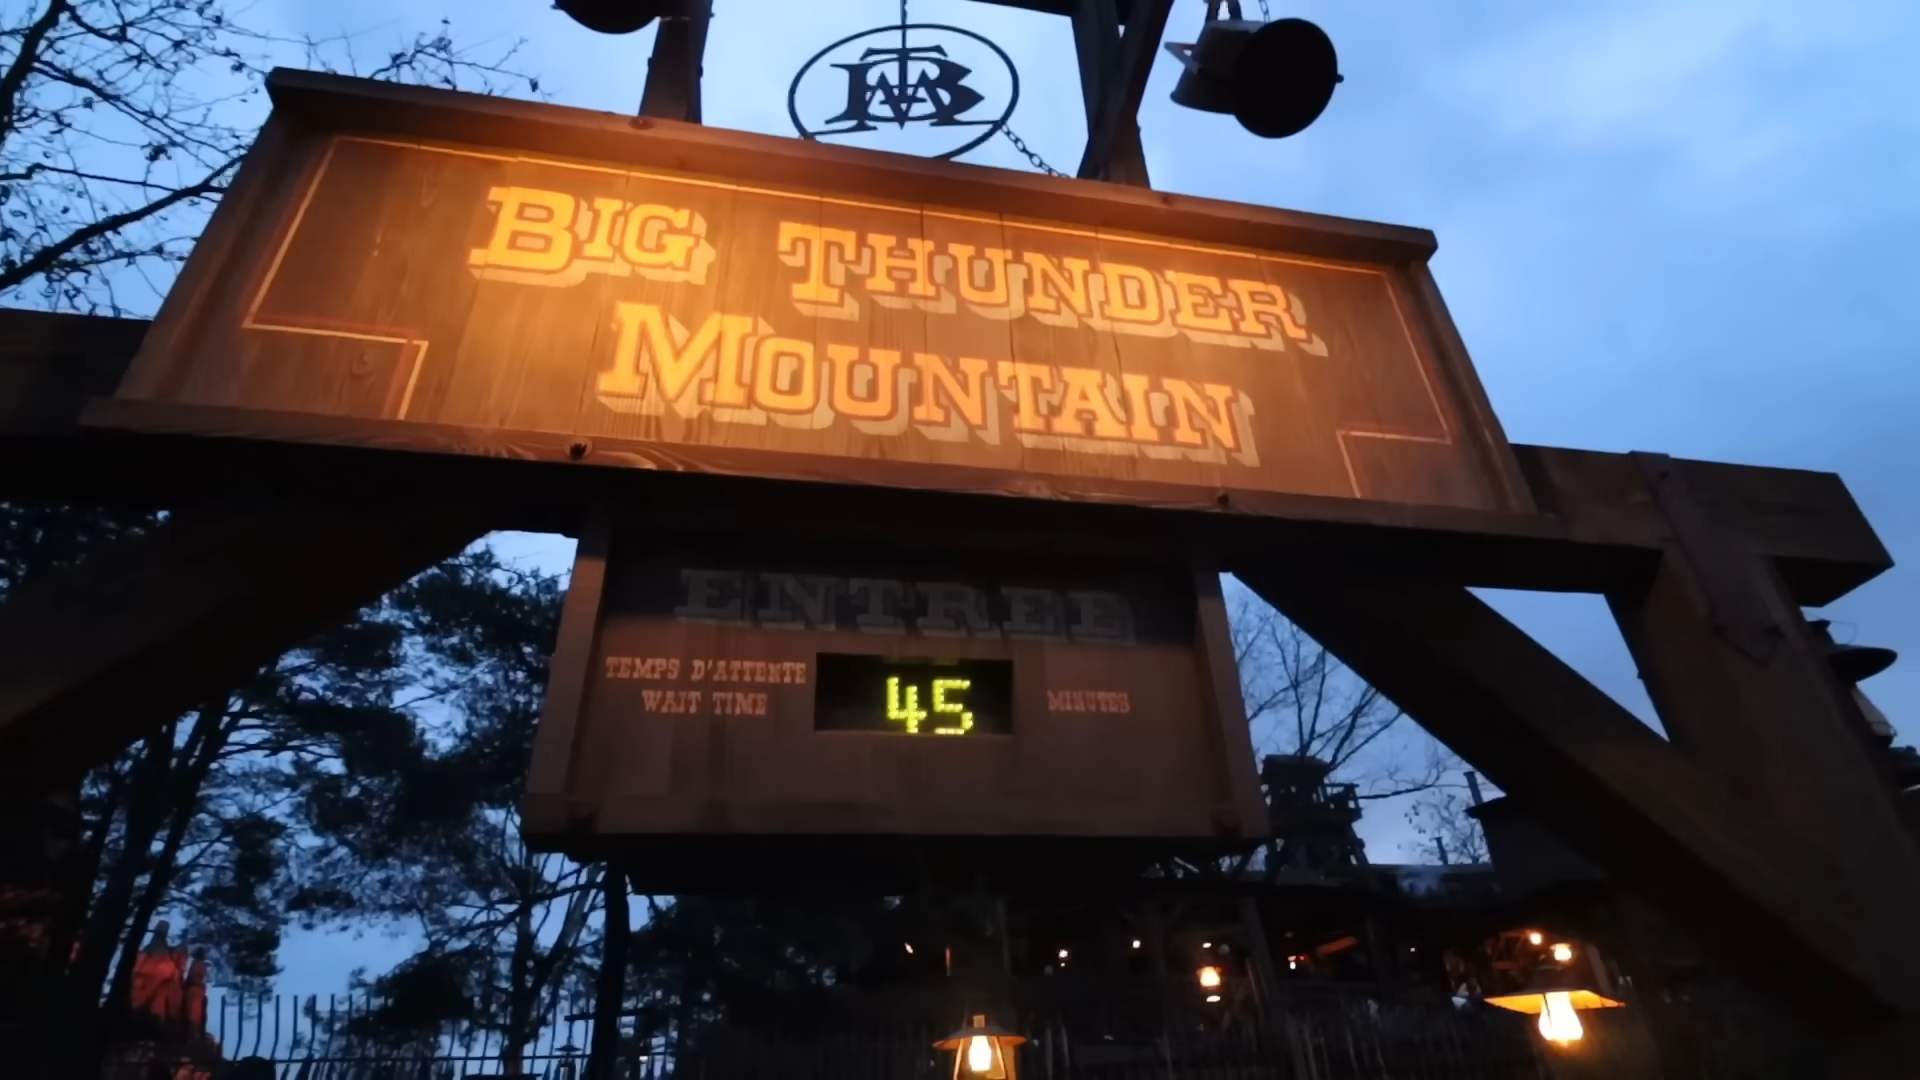 BIG THUNDER
MOUNTAIN
ENTREE
TEMPS D'ATTENTE
WAIT TIME
45
MINUTES